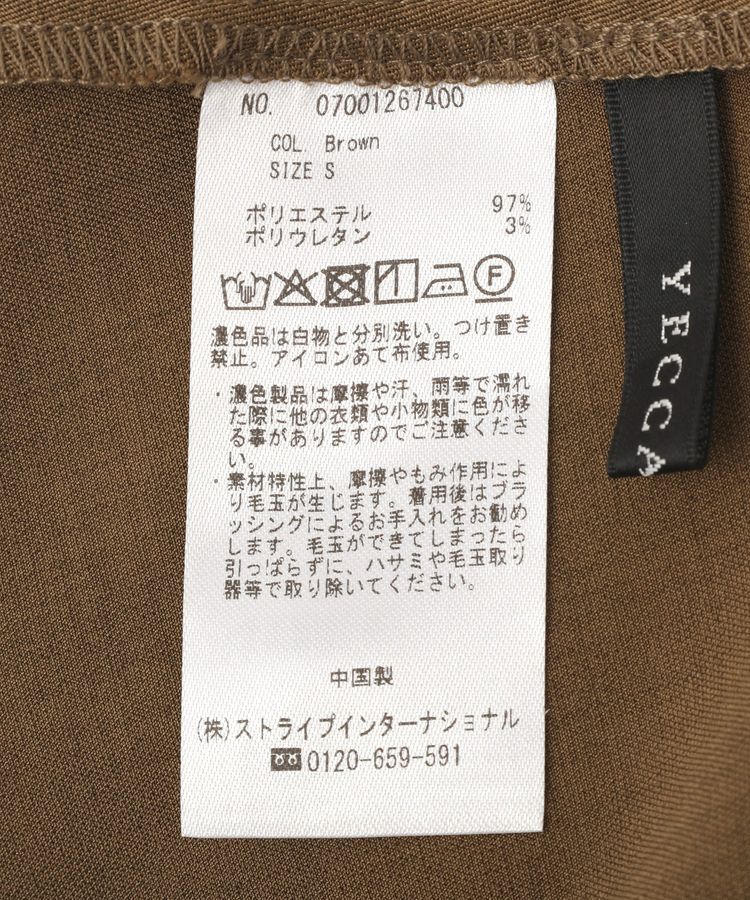 NO. 07001267400
COL Brown
SIZE S
ポリエステル 97%
ポリウレタン 3%
F
濃色品は白物と分別洗い。つけ置き
禁止。アイロンあて布使用。
・濃色製品は摩擦や汗、雨等で濡れ
た際に他の衣類や小物類に色が移
る事がありますのでご注意くださ
い。
・素材特性上、摩擦やもみ作用によ
り毛玉が生じます。着用後はブラ
ッシングによるお手入れをお勧め
します。毛玉ができてしまったら
引っぱらずに、ハサミや毛玉取り
器等で取り除いてください。
中国製
(株)ストライプインターナショナル
0120-659-591
YECCA